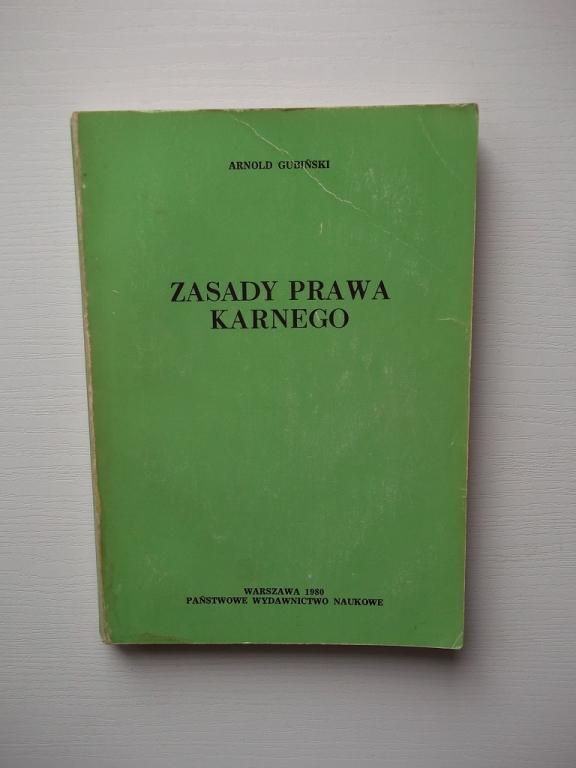 ARNOLD GUBIŃSKI
ZASADY PRAWA
KARNEGO
WARSZAWA 1980
PAŃSTWOWE WYDAWNICTWO NAUKOWE